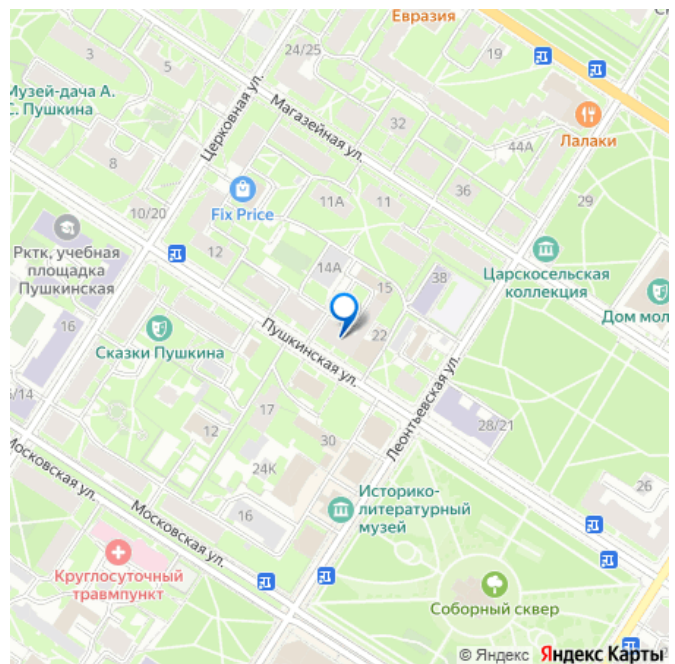 Евразия
24/25
19
3
5
Музей-дача А.
С. Пушкина
Церковная ул.
Магазейная ул.
32
Лалаки
44А
8
36
29
11А
11
10/20
Fix Price
Рктк, учебная
площадка
Пушкинская
12
14А
15
38
Царскосельская
коллекция
Дом мол
16
Сказки Пушкина
Пушкинская ул.
22
Леонтьевская ул.
/14
17
12
30
28/21
24К
Московская ул.
Московская ул.
16
Историко-
литературный
музей
26
Круглосуточный
травмпункт
Соборный сквер
© Яндекс Яндекс Карты